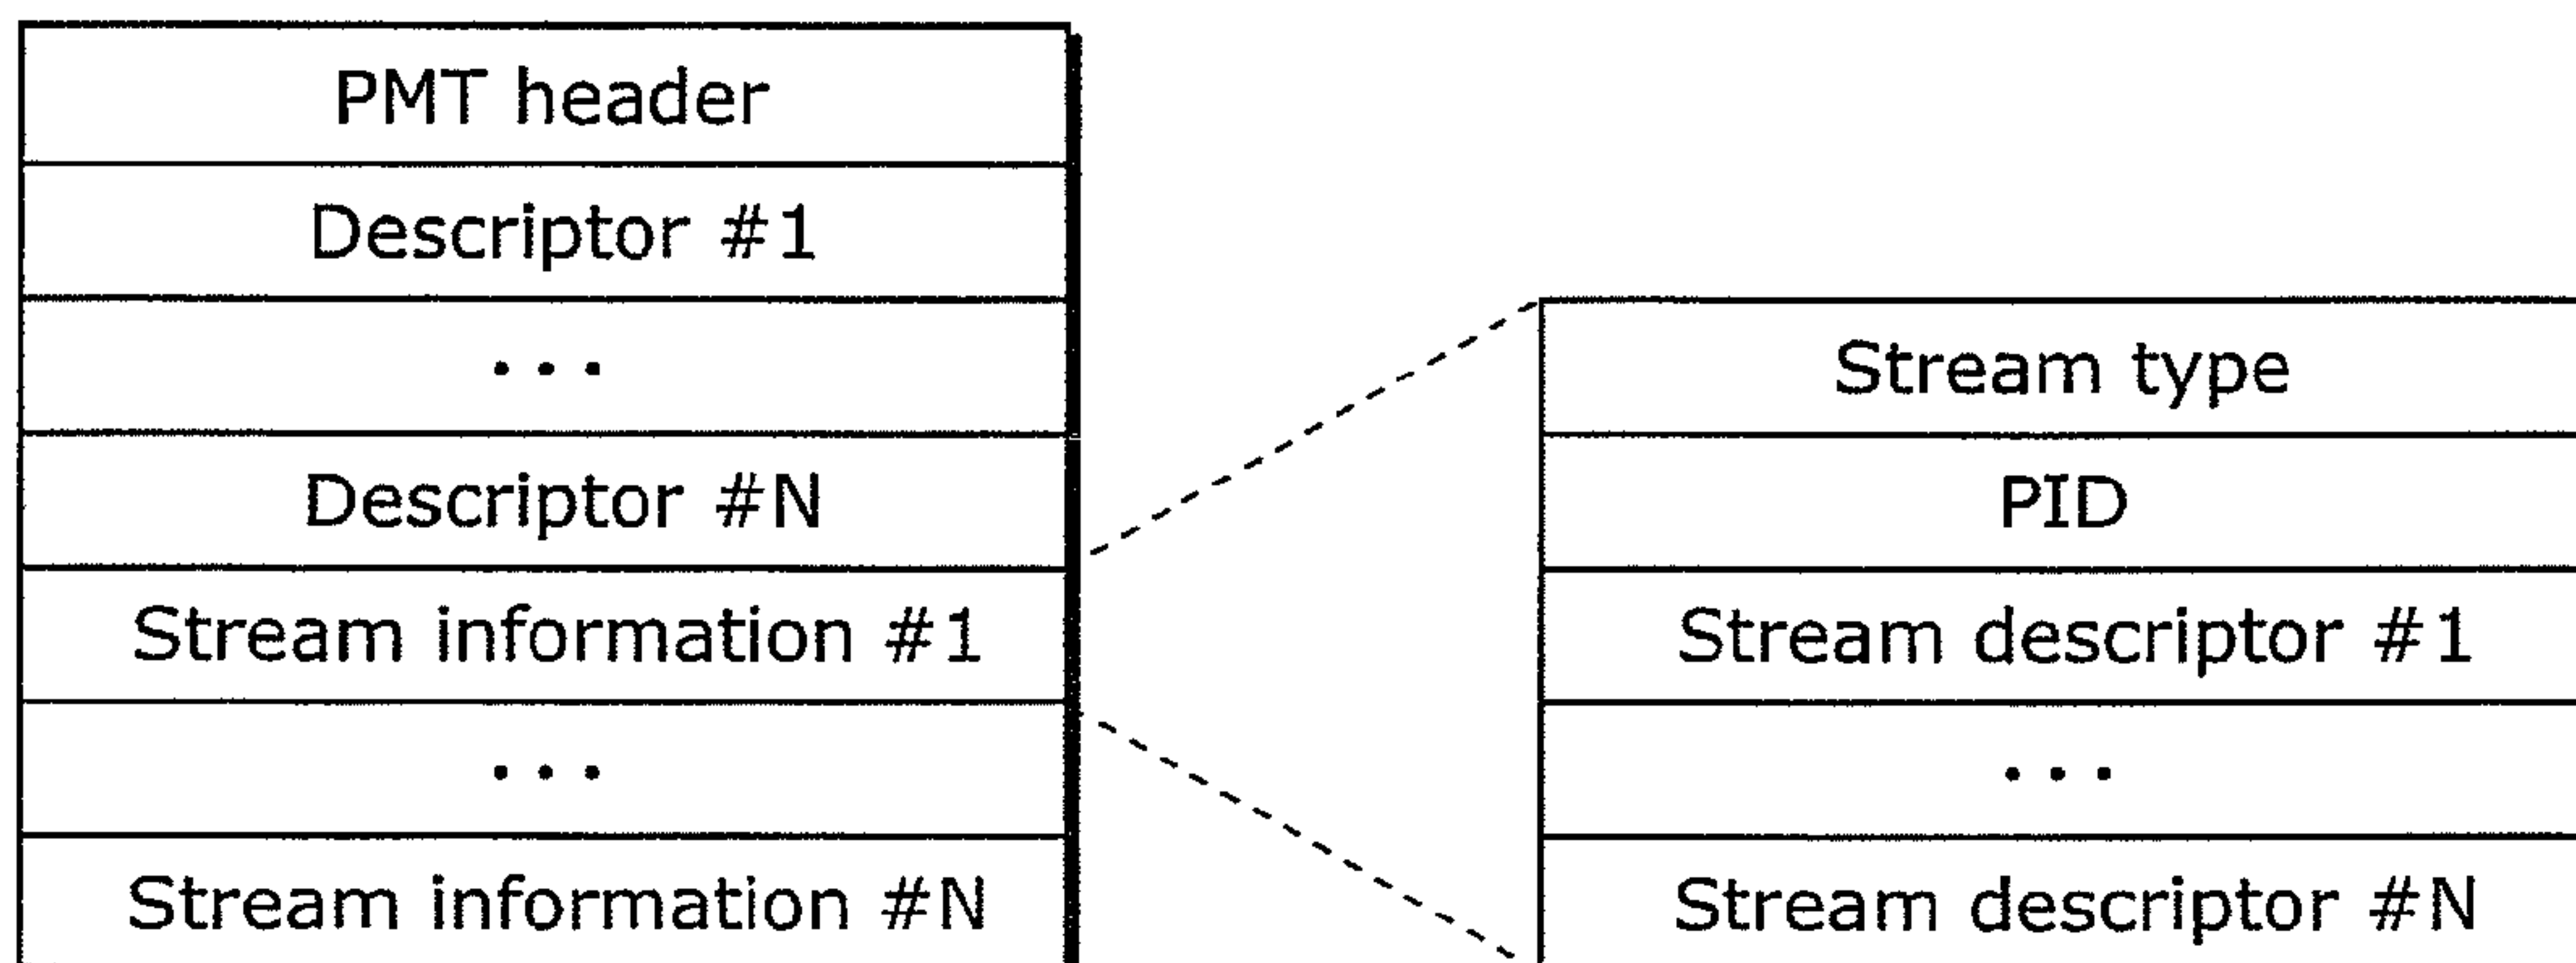 PMT header
Descriptor #1
...
Descriptor #N
Stream information #1
...
Stream information #N
Stream type
PID
Stream descriptor #1
...
Stream descriptor #N